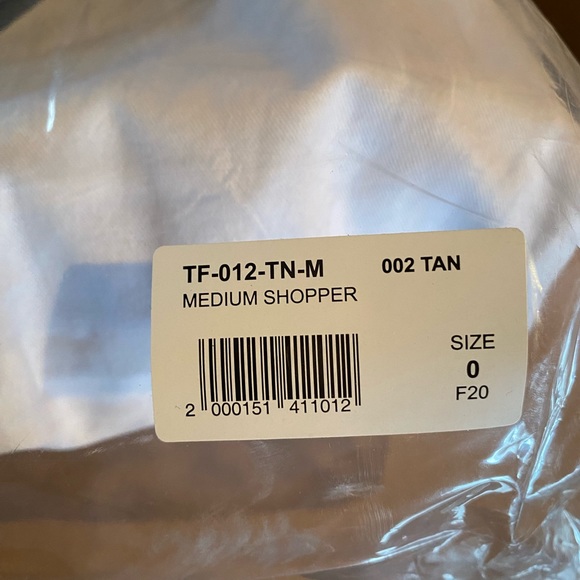 TF-012-TN-M 002 TAN
MEDIUM SHOPPER
SIZE
0
F20
2 000151 411012